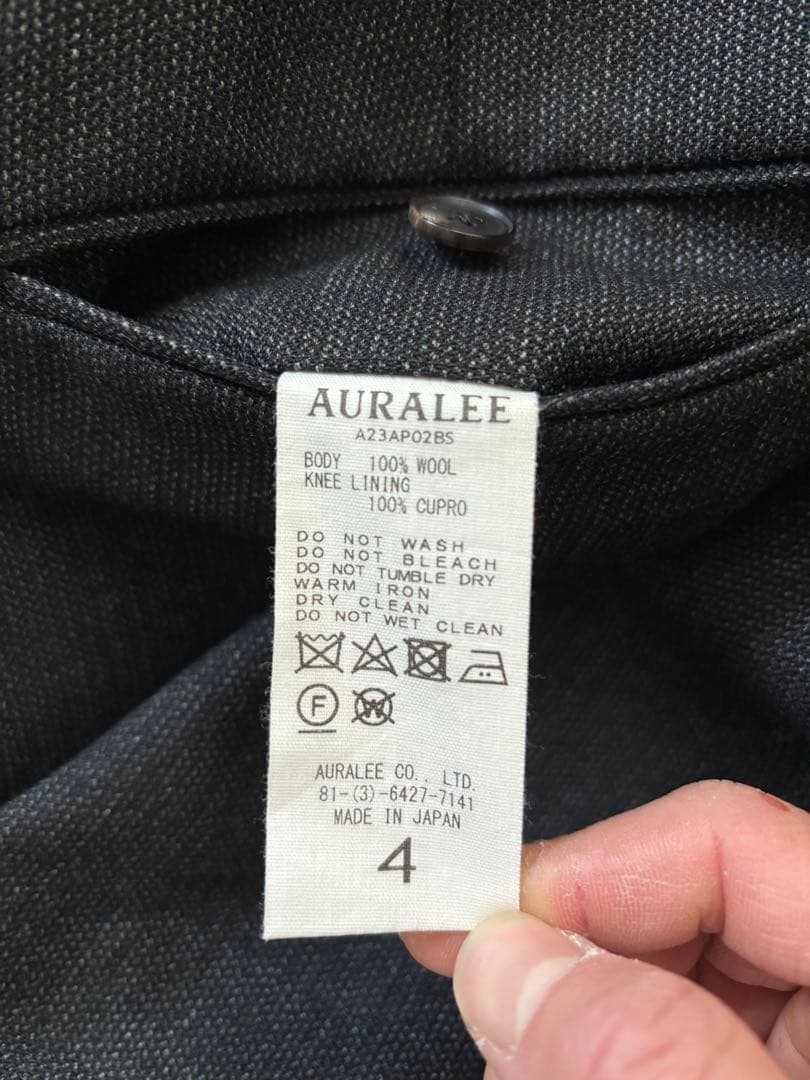 AURALEE
A23AP02BS
BODY 100% WOOL
KNEE LINING
100% CUPRO
DO NOT WASH
DO NOT BLEACH
DO NOT TUMBLE DRY
WARM IRON
DRY CLEAN
DO NOT WET CLEAN
F W
AURALEE CO., LTD.
81-(3)-6427-7141
MADE IN JAPAN
4